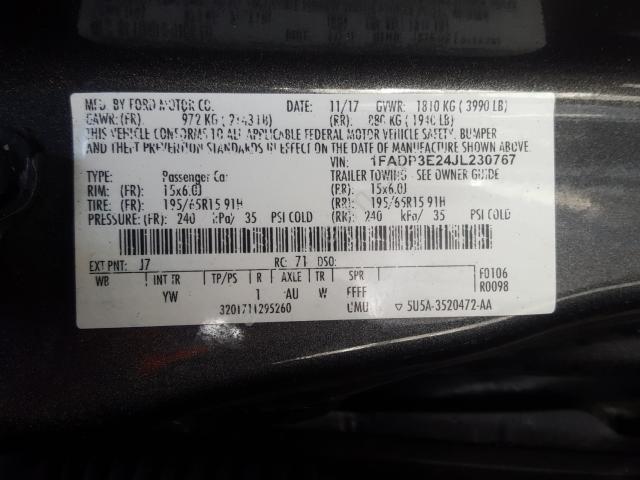 MFD. BY FORD MOTOR CO. DATE: 11/17 GVWR: 1810 KG ( 3990 LB)
GAWR:(FR): 972 KG ( 2143 LB) (RR): 880 KG ( 1940 LB)
THIS VEHICLE CONFORMS TO ALL APPLICABLE FEDERAL MOTOR VEHICLE SAFETY, BUMPER
AND THEFT PREVENTION STANDARDS IN EFFECT ON
THE DATE OF MANUFACTURE SHOWN ABOVE.
VIN: 1FADP3E24JL230767
TYPE: Passenger Car TRAILER TOWING - SEE OWNER GUIDE
RIM: (FR): 15x6.0J (RR): 15x6.0J
TIRE: (FR): 195/65R15 91H (RR): 195/65R15 91H
PRESSURE: (FR): 240 kPa/ 35 PSI COLD (RR): 240 kPa/ 35 PSI COLD
EXT PNT: J7 RC: 71 DSO: F0106
WB INT TR TP/PS R AXLE TR SPR R0098
YW 1 AU W FFFF
3201711295260 UMU ▽ 5U5A-3520472-AA